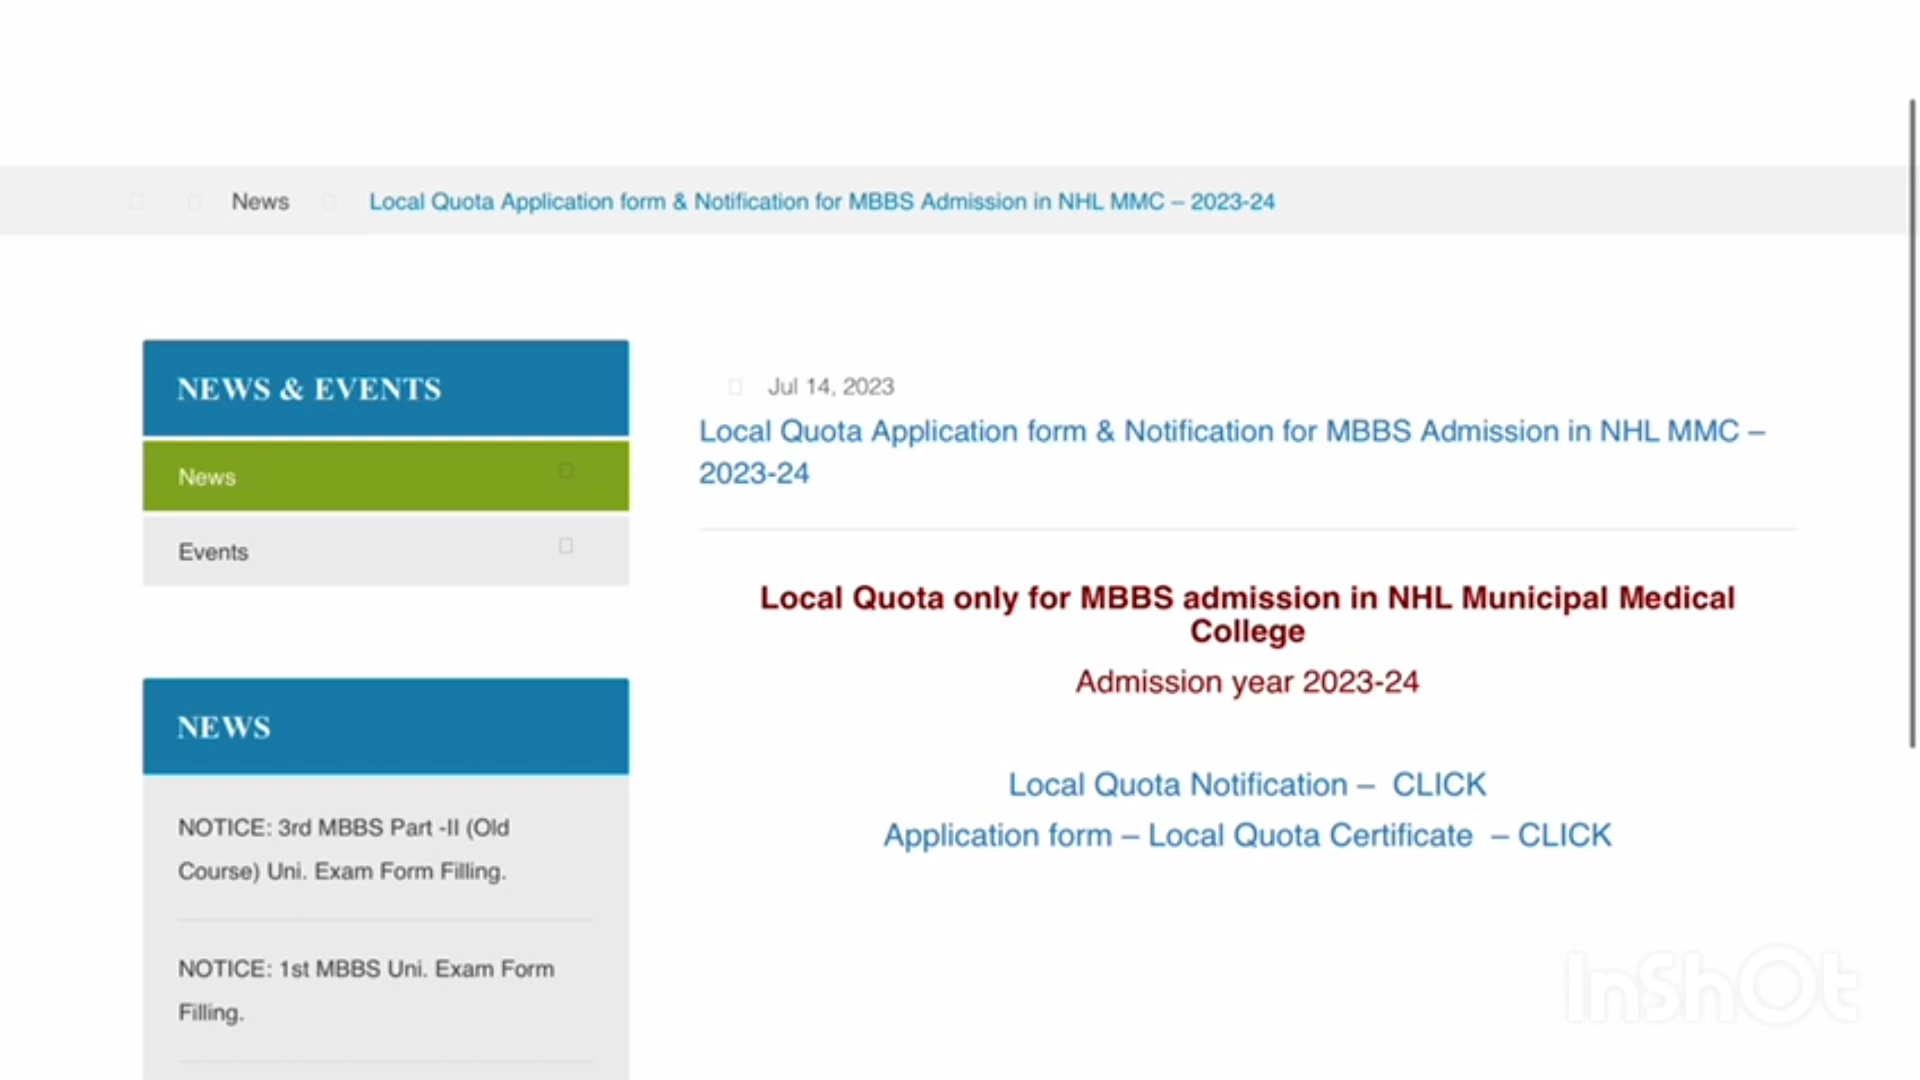 News
Local Quota Application form & Notification for MBBS Admission in NHL MMC – 2023-24
NEWS & EVENTS
News
Events
NEWS
NOTICE: 3rd MBBS Part -II (Old
Course) Uni. Exam Form Filling.
NOTICE: 1st MBBS Uni. Exam Form
Filling.
Jul 14, 2023
Local Quota Application form & Notification for MBBS Admission in NHL MMC –
2023-24
Local Quota only for MBBS admission in NHL Municipal Medical
College
Admission year 2023-24
Local Quota Notification – CLICK
Application form – Local Quota Certificate – CLICK
InShOt